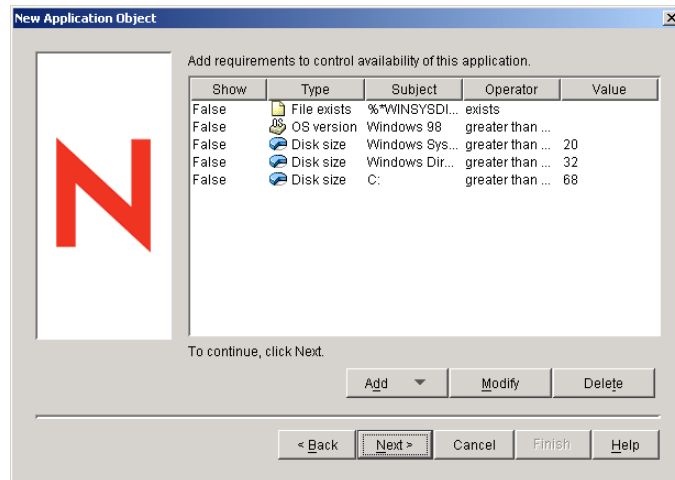 New Application Object
Add requirements to control availability of this application.
Show Type Subject Operator Value
False File exists %*WINSYSDI... exists
False OS version Windows 98 greater than ...
False Disk size Windows Sys... greater than ... 20
False Disk size Windows Dir... greater than ... 32
False Disk size C: greater than ... 68
N
To continue, click Next.
Add Modify Delete
< Back Next > Cancel Finish Help